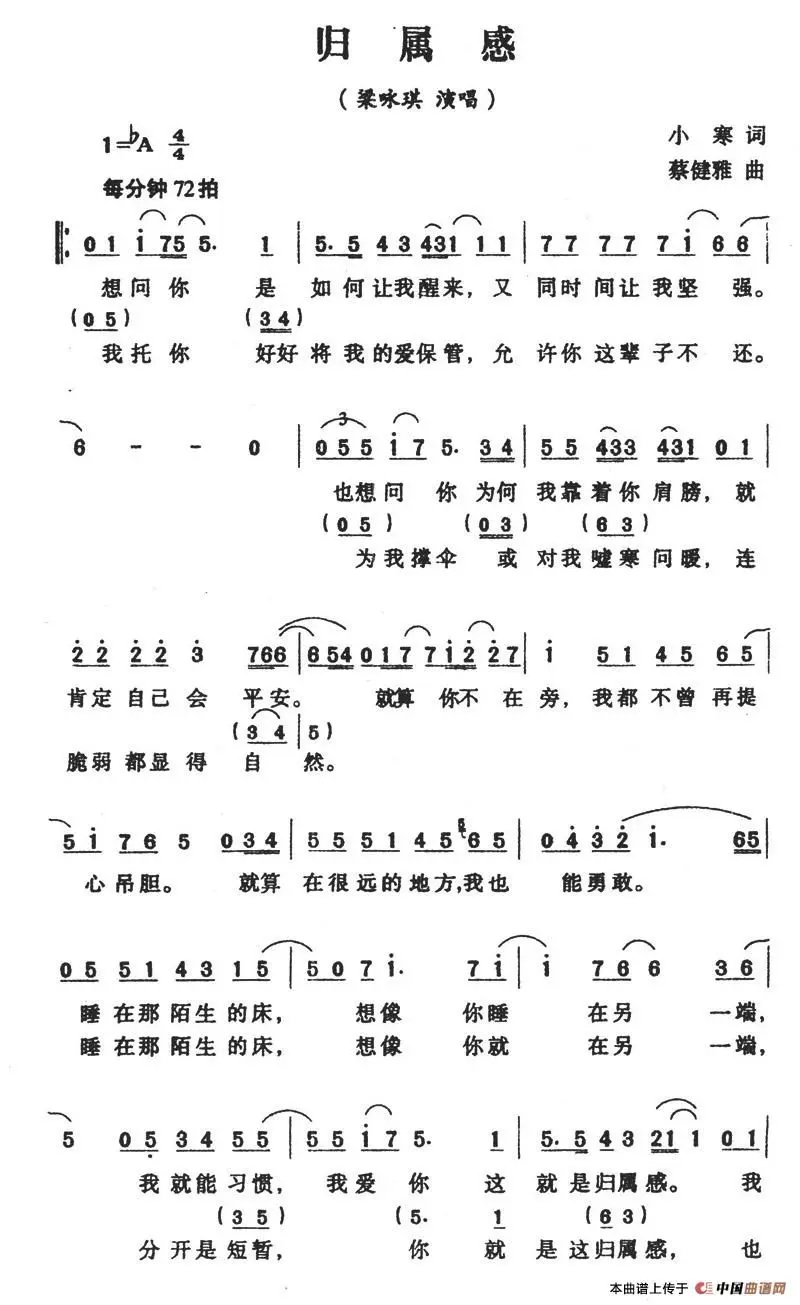 归属感
(梁咏琪 演唱)
1=♭A 4/4
小寒 词
每分钟72拍
蔡健雅 曲
0 1 i 7 5 5. 1 | 5. 5 4 3 4 3 1 1 1 | 7 7 7 7 7 i 6 6 |
想问你 是 如何让我醒来, 又 同时间让我坚 强。
(0 5) (3 4)
我托你 好好将我的爱保管, 允许你这辈子不 还。
6 - - 0 | 0 5 5 i 7 5. 3 4 | 5 5 4 3 3 4 3 1 0 1 |
3
也想问 你 为何 我靠着你肩膀, 就
(0 5) (0 3) (6 3)
为我撑伞 或 对我嘘寒问暖, 连
2 2 2 2 3 7 6 6 | 6 5 4 0 1 7 7 1 2 2 7 | i 5 1 4 5 6 5 |
肯定自己会 平安。 就算 你不在旁, 我都不曾再提
(3 4 | 5)
脆弱都显得 自 然。
5 i 7 6 5 0 3 4 | 5 5 5 1 4 5 6 5 | 0 4 3 2 i. 6 5 |
心吊胆。 就算 在很远的地方,我也 能勇敢。
0 5 5 1 4 3 1 5 | 5 0 7 i. 7 i | i 7 6 6 3 6 |
睡在那陌生的床, 想像 你睡 在另 一端,
睡在那陌生的床, 想像 你就 在另 一端,
5 0 5 3 4 5 5 | 5 5 i 7 5. 1 | 5. 5 4 3 2 1 1 0 1 |
我就能习惯, 我爱 你 这 就是归属感。 我
(3 5) (5. 1 (6 3)
分开是短暂, 你 就 是这归属感, 也
本曲谱上传于 中国曲谱网